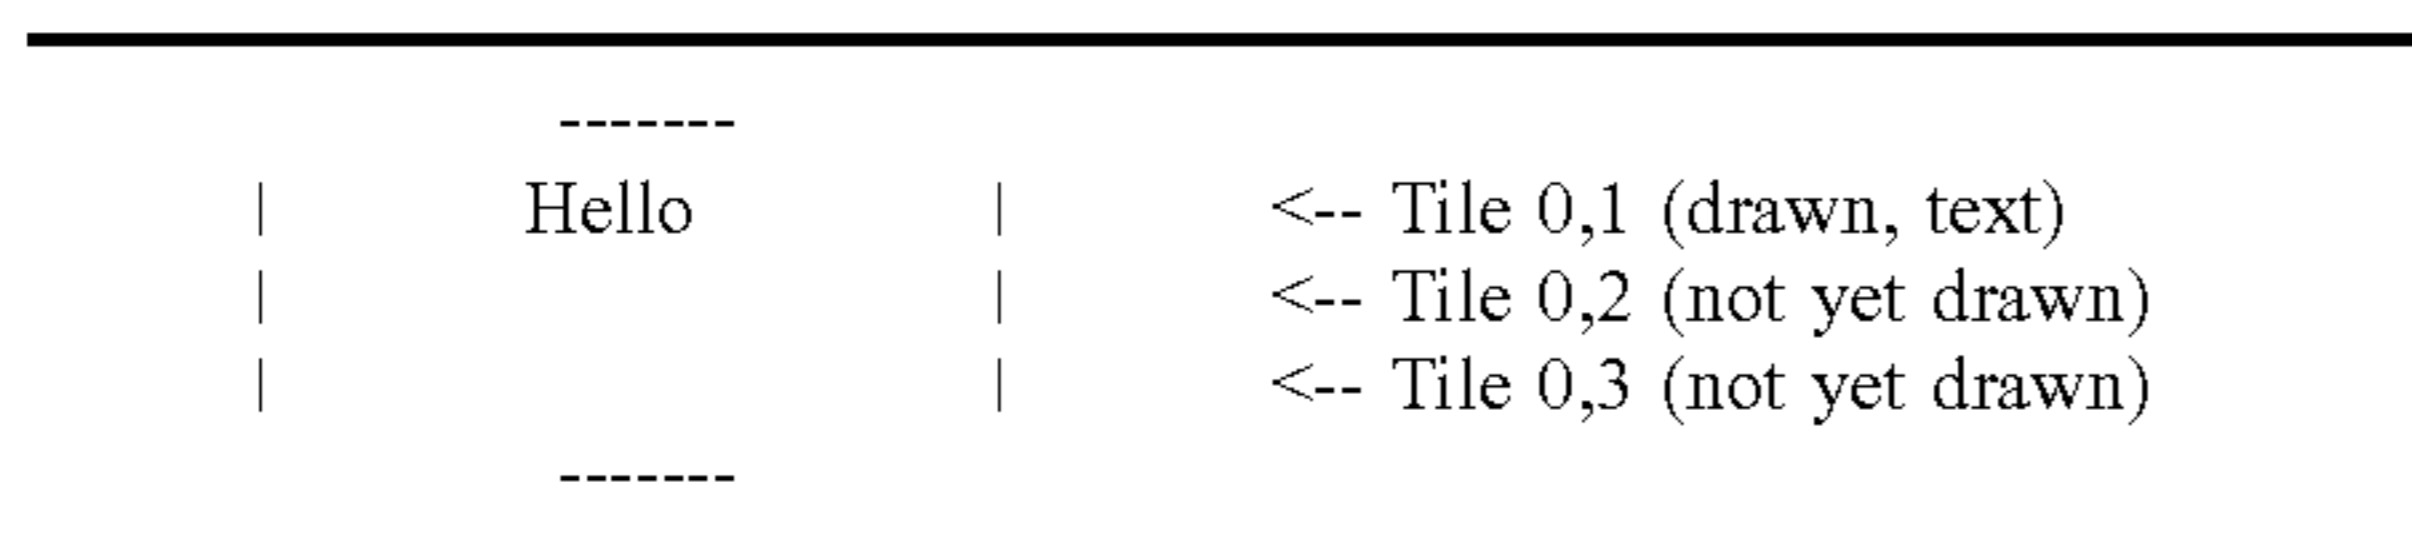 -------
| Hello | <-- Tile 0,1 (drawn, text)
| | <-- Tile 0,2 (not yet drawn)
| | <-- Tile 0,3 (not yet drawn)
-------